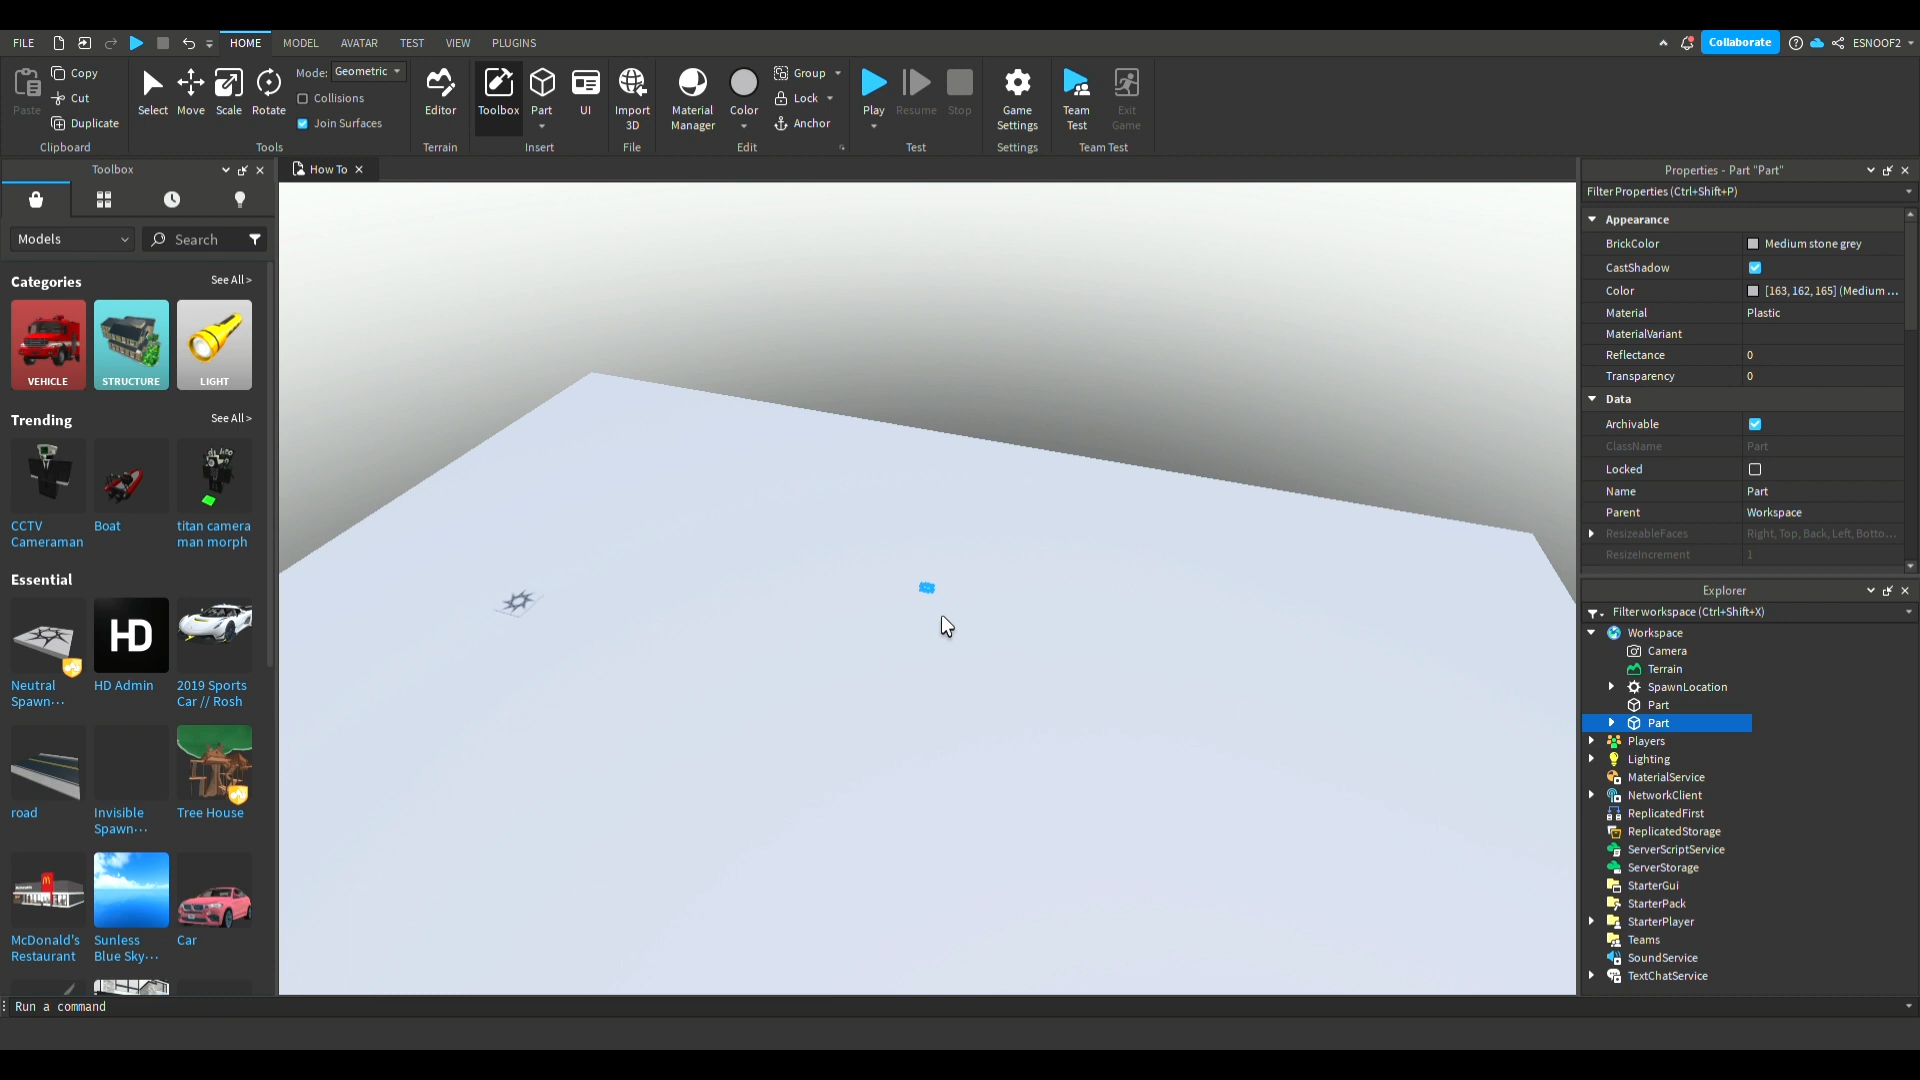 FILE
HOME
MODEL
AVATAR
TEST
VIEW
PLUGINS
Collaborate
ESNOOF2
Paste
Copy
Cut
Duplicate
Clipboard
Select
Move
Scale
Rotate
Mode: Geometric
Collisions
Join Surfaces
Tools
Editor
Terrain
Toolbox
Part
UI
Insert
Import
3D
File
Material
Manager
Color
Group
Lock
Anchor
Edit
Play
Resume
Stop
Test
Game
Settings
Settings
Team
Test
Exit
Game
Team Test
Toolbox
Models
Search
Categories
See All >
VEHICLE
STRUCTURE
LIGHT
Trending
See All >
CCTV
Cameraman
Boat
titan camera
man morph
Essential
HD
Neutral
Spawn...
HD Admin
2019 Sports
Car // Rosh
road
Invisible
Spawn...
Tree House
McDonald's
Restaurant
Sunless
Blue Sky...
Car
How To
Properties - Part "Part"
Filter Properties (Ctrl+Shift+P)
Appearance
BrickColor Medium stone grey
CastShadow
Color [163, 162, 165] (Medium ...
Material Plastic
MaterialVariant
Reflectance 0
Transparency 0
Data
Archivable
ClassName Part
Locked
Name Part
Parent Workspace
ResizeableFaces Right, Top, Back, Left, Botto...
ResizeIncrement 1
Explorer
Filter workspace (Ctrl+Shift+X)
Workspace
Camera
Terrain
SpawnLocation
Part
Part
Players
Lighting
MaterialService
NetworkClient
ReplicatedFirst
ReplicatedStorage
ServerScriptService
ServerStorage
StarterGui
StarterPack
StarterPlayer
Teams
SoundService
TextChatService
Run a command